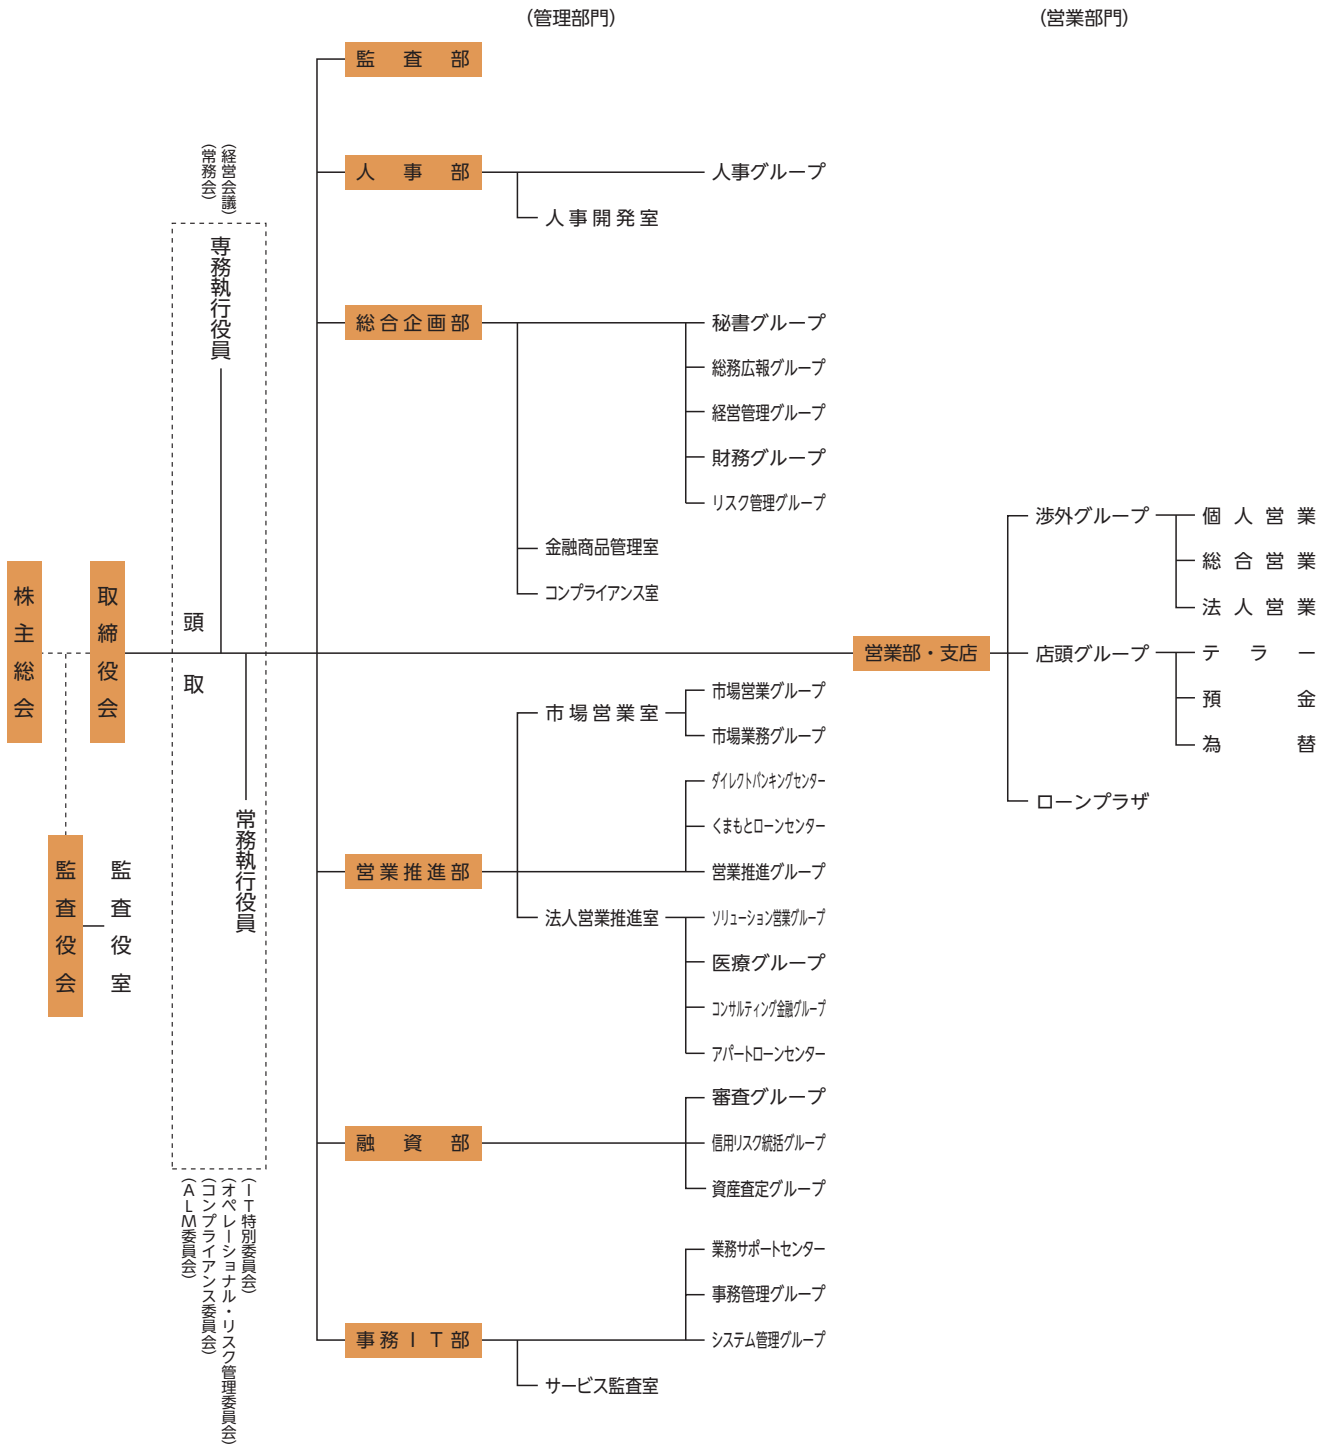 (管理部門)
(営業部門)
株主総会
取締役会
監査役会
監査役室
頭取
(経営会議)
(常務会)
専務執行役員
常務執行役員
(IT特別委員会)
(オペレーショナル・リスク管理委員会)
(コンプライアンス委員会)
(ALM委員会)
監査部
人事部
人事グループ
人事開発室
総合企画部
秘書グループ
総務広報グループ
経営管理グループ
財務グループ
リスク管理グループ
金融商品管理室
コンプライアンス室
市場営業室
市場営業グループ
市場業務グループ
ダイレクトバンキングセンター
くまもとローンセンター
営業推進部
営業推進グループ
法人営業推進室
ソリューション営業グループ
医療グループ
コンサルティング金融グループ
アパートローンセンター
融資部
審査グループ
信用リスク統括グループ
資産査定グループ
事務IT部
業務サポートセンター
事務管理グループ
システム管理グループ
サービス監査室
営業部・支店
渉外グループ
個人営業
総合営業
法人営業
店頭グループ
テラー
預金
為替
ローンプラザ